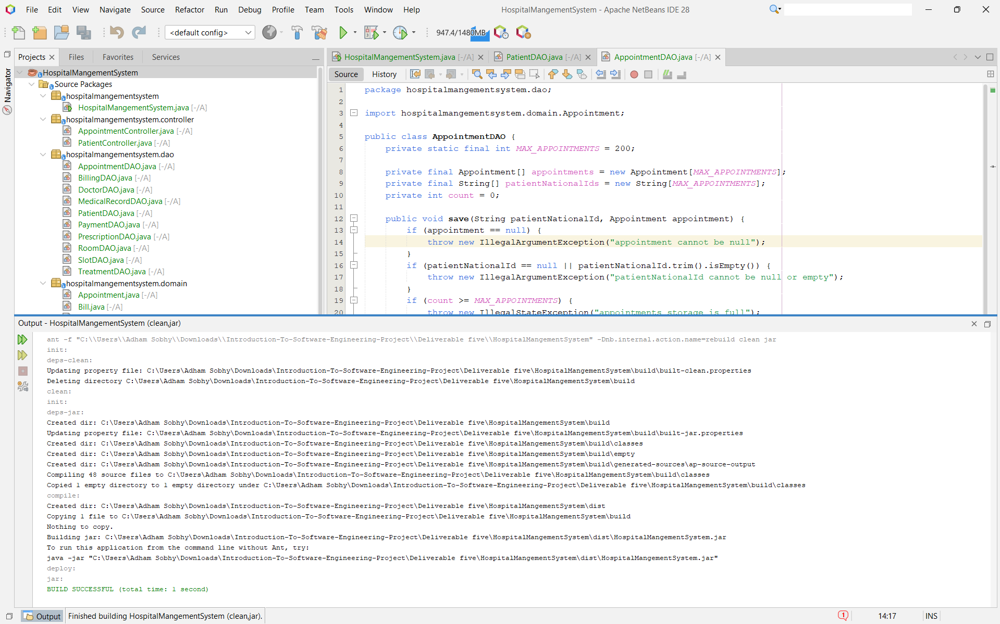 File Edit View Navigate Source Refactor Run Debug Profile Team Tools Window Help
HospitalMangementSystem - Apache NetBeans IDE 28
<default config>
947.4/1480MB
Projects Files Favorites Services
Navigator
HospitalMangementSystem
Source Packages
hospitalmangementsystem
HospitalMangementSystem.java [-/A]
hospitalmangementsystem.controller
AppointmentController.java [-/A]
PatientController.java [-/A]
hospitalmangementsystem.dao
AppointmentDAO.java [-/A]
BillingDAO.java [-/A]
DoctorDAO.java [-/A]
MedicalRecordDAO.java [-/A]
PatientDAO.java [-/A]
PaymentDAO.java [-/A]
PrescriptionDAO.java [-/A]
RoomDAO.java [-/A]
SlotDAO.java [-/A]
TreatmentDAO.java [-/A]
hospitalmangementsystem.domain
Appointment.java [-/A]
Bill.java [-/A]
HospitalMangementSystem.java [-/A] PatientDAO.java [-/A] AppointmentDAO.java [-/A]
Source History
1 package hospitalmangementsystem.dao;
2
3 import hospitalmangementsystem.domain.Appointment;
4
5 public class AppointmentDAO {
6 private static final int MAX_APPOINTMENTS = 200;
7
8 private final Appointment[] appointments = new Appointment[MAX_APPOINTMENTS];
9 private final String[] patientNationalIds = new String[MAX_APPOINTMENTS];
10 private int count = 0;
11
12 public void save(String patientNationalId, Appointment appointment) {
13 if (appointment == null) {
14 throw new IllegalArgumentException("appointment cannot be null");
15 }
16 if (patientNationalId == null || patientNationalId.trim().isEmpty()) {
17 throw new IllegalArgumentException("patientNationalId cannot be null or empty");
18 }
19 if (count >= MAX_APPOINTMENTS) {
20 throw new IllegalStateException("appointments storage is full");
Output - HospitalMangementSystem (clean,jar)
ant -f "C:\\Users\\Adham Sobhy\\Downloads\\Introduction-To-Software-Engineering-Project\\Deliverable five\\HospitalMangementSystem" -Dnb.internal.action.name=rebuild clean jar
init:
deps-clean:
Updating property file: C:\Users\Adham Sobhy\Downloads\Introduction-To-Software-Engineering-Project\Deliverable five\HospitalMangementSystem\build\built-clean.properties
Deleting directory C:\Users\Adham Sobhy\Downloads\Introduction-To-Software-Engineering-Project\Deliverable five\HospitalMangementSystem\build
clean:
init:
deps-jar:
Created dir: C:\Users\Adham Sobhy\Downloads\Introduction-To-Software-Engineering-Project\Deliverable five\HospitalMangementSystem\build
Updating property file: C:\Users\Adham Sobhy\Downloads\Introduction-To-Software-Engineering-Project\Deliverable five\HospitalMangementSystem\build\built-jar.properties
Created dir: C:\Users\Adham Sobhy\Downloads\Introduction-To-Software-Engineering-Project\Deliverable five\HospitalMangementSystem\build\classes
Created dir: C:\Users\Adham Sobhy\Downloads\Introduction-To-Software-Engineering-Project\Deliverable five\HospitalMangementSystem\build\empty
Created dir: C:\Users\Adham Sobhy\Downloads\Introduction-To-Software-Engineering-Project\Deliverable five\HospitalMangementSystem\build\generated-sources\ap-source-output
Compiling 48 source files to C:\Users\Adham Sobhy\Downloads\Introduction-To-Software-Engineering-Project\Deliverable five\HospitalMangementSystem\build\classes
Copied 1 empty directory to 1 empty directory under C:\Users\Adham Sobhy\Downloads\Introduction-To-Software-Engineering-Project\Deliverable five\HospitalMangementSystem\build\classes
compile:
Created dir: C:\Users\Adham Sobhy\Downloads\Introduction-To-Software-Engineering-Project\Deliverable five\HospitalMangementSystem\dist
Copying 1 file to C:\Users\Adham Sobhy\Downloads\Introduction-To-Software-Engineering-Project\Deliverable five\HospitalMangementSystem\build
Nothing to copy.
Building jar: C:\Users\Adham Sobhy\Downloads\Introduction-To-Software-Engineering-Project\Deliverable five\HospitalMangementSystem\dist\HospitalMangementSystem.jar
To run this application from the command line without Ant, try:
java -jar "C:\Users\Adham Sobhy\Downloads\Introduction-To-Software-Engineering-Project\Deliverable five\HospitalMangementSystem\dist\HospitalMangementSystem.jar"
deploy:
jar:
BUILD SUCCESSFUL (total time: 1 second)
Output
Finished building HospitalMangementSystem (clean,jar).
1
14:17
INS